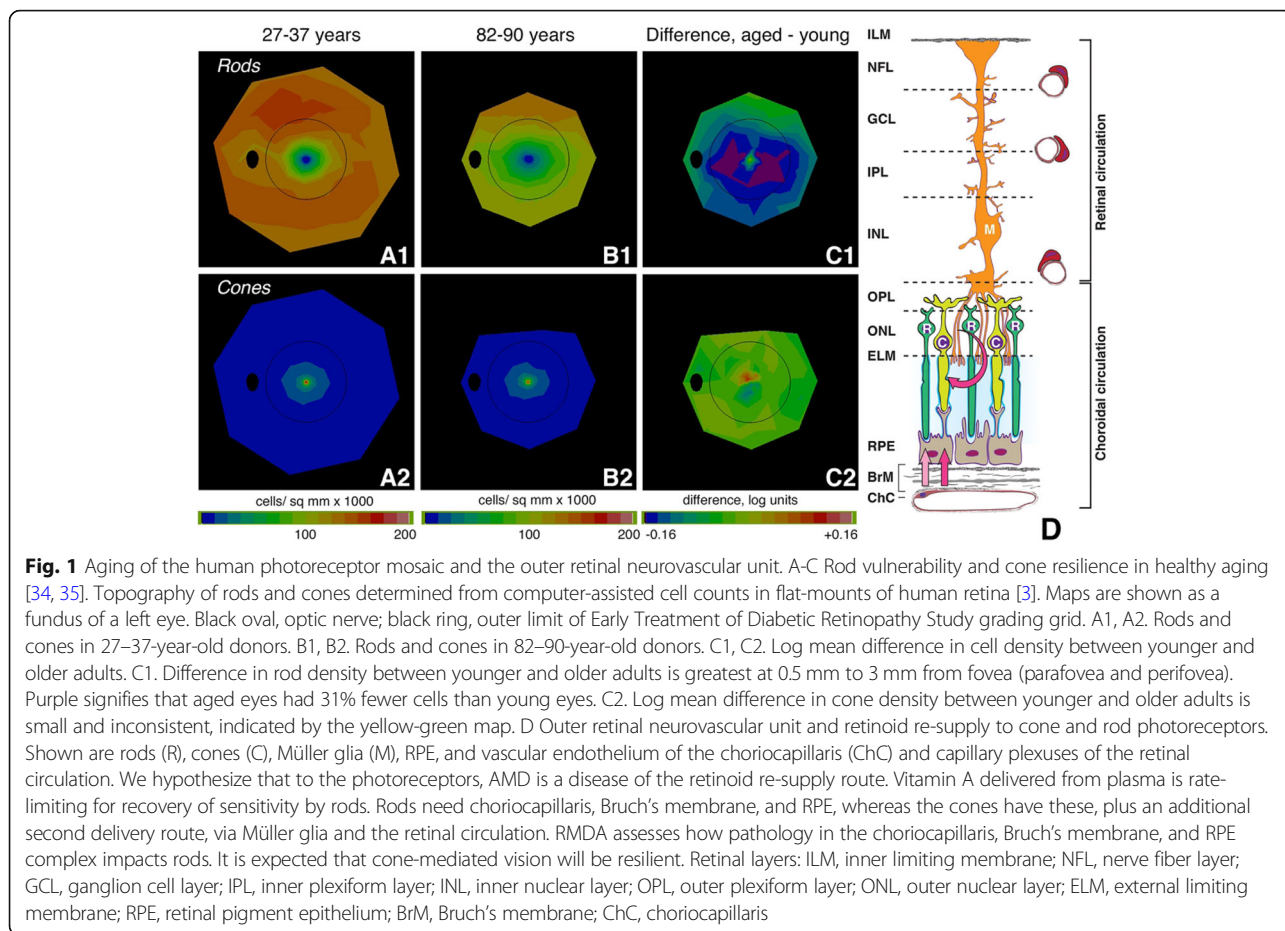 27-37 years
82-90 years
Difference, aged - young
Rods
A1
B1
C1
Cones
A2
B2
C2
cells/ sq mm x 1000
100
200
cells/ sq mm x 1000
100
200
difference, log units
-0.16
+0.16
ILM
NFL
GCL
IPL
INL
M
OPL
ONL
R
R
R
C
C
ELM
RPE
BrM
ChC
Retinal circulation
Choroidal circulation
D
Fig. 1 Aging of the human photoreceptor mosaic and the outer retinal neurovascular unit. A-C Rod vulnerability and cone resilience in healthy aging
[34, 35]. Topography of rods and cones determined from computer-assisted cell counts in flat-mounts of human retina [3]. Maps are shown as a
fundus of a left eye. Black oval, optic nerve; black ring, outer limit of Early Treatment of Diabetic Retinopathy Study grading grid. A1, A2. Rods and
cones in 27–37-year-old donors. B1, B2. Rods and cones in 82–90-year-old donors. C1, C2. Log mean difference in cell density between younger and
older adults. C1. Difference in rod density between younger and older adults is greatest at 0.5 mm to 3 mm from fovea (parafovea and perifovea).
Purple signifies that aged eyes had 31% fewer cells than young eyes. C2. Log mean difference in cone density between younger and older adults is
small and inconsistent, indicated by the yellow-green map. D Outer retinal neurovascular unit and retinoid re-supply to cone and rod photoreceptors.
Shown are rods (R), cones (C), Müller glia (M), RPE, and vascular endothelium of the choriocapillaris (ChC) and capillary plexuses of the retinal
circulation. We hypothesize that to the photoreceptors, AMD is a disease of the retinoid re-supply route. Vitamin A delivered from plasma is rate-
limiting for recovery of sensitivity by rods. Rods need choriocapillaris, Bruch's membrane, and RPE, whereas the cones have these, plus an additional
second delivery route, via Müller glia and the retinal circulation. RMDA assesses how pathology in the choriocapillaris, Bruch's membrane, and RPE
complex impacts rods. It is expected that cone-mediated vision will be resilient. Retinal layers: ILM, inner limiting membrane; NFL, nerve fiber layer;
GCL, ganglion cell layer; IPL, inner plexiform layer; INL, inner nuclear layer; OPL, outer plexiform layer; ONL, outer nuclear layer; ELM, external limiting
membrane; RPE, retinal pigment epithelium; BrM, Bruch's membrane; ChC, choriocapillaris